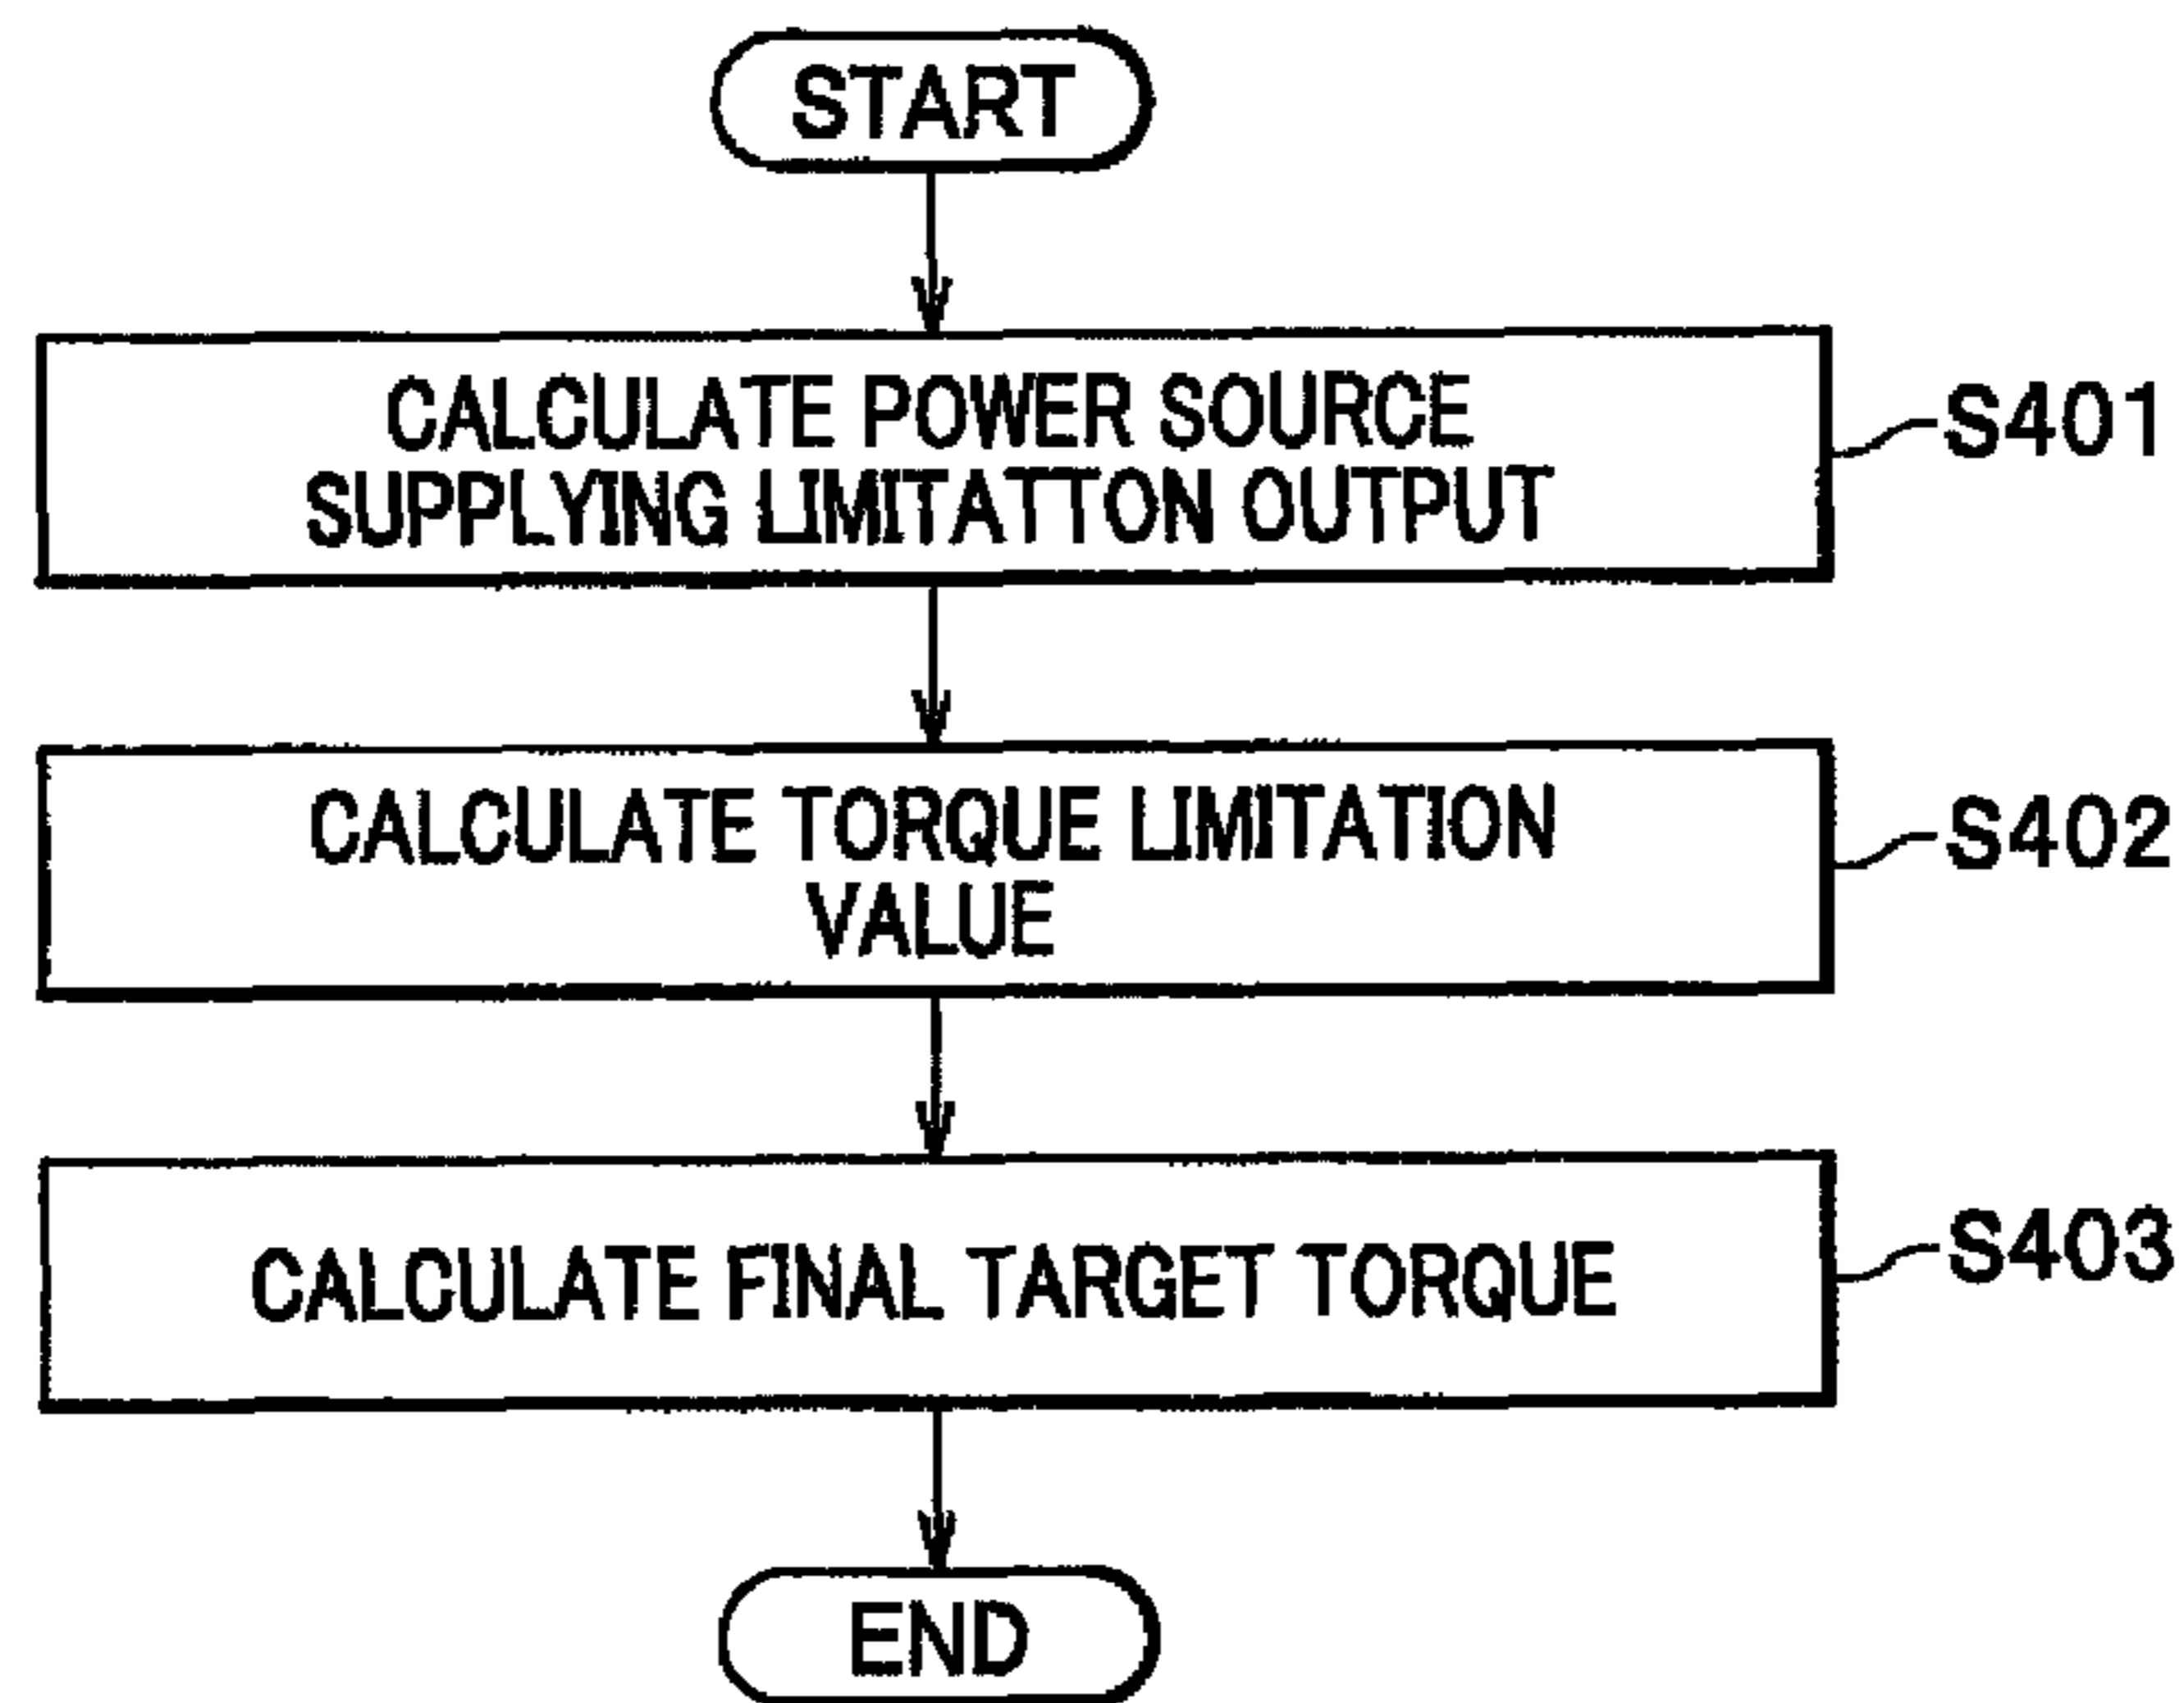 START
CALCULATE POWER SOURCE
SUPPLYING LIMITATTON OUTPUT
S401
CALCULATE TORQUE LIMITATION
VALUE
S402
CALCULATE FINAL TARGET TORQUE
S403
END